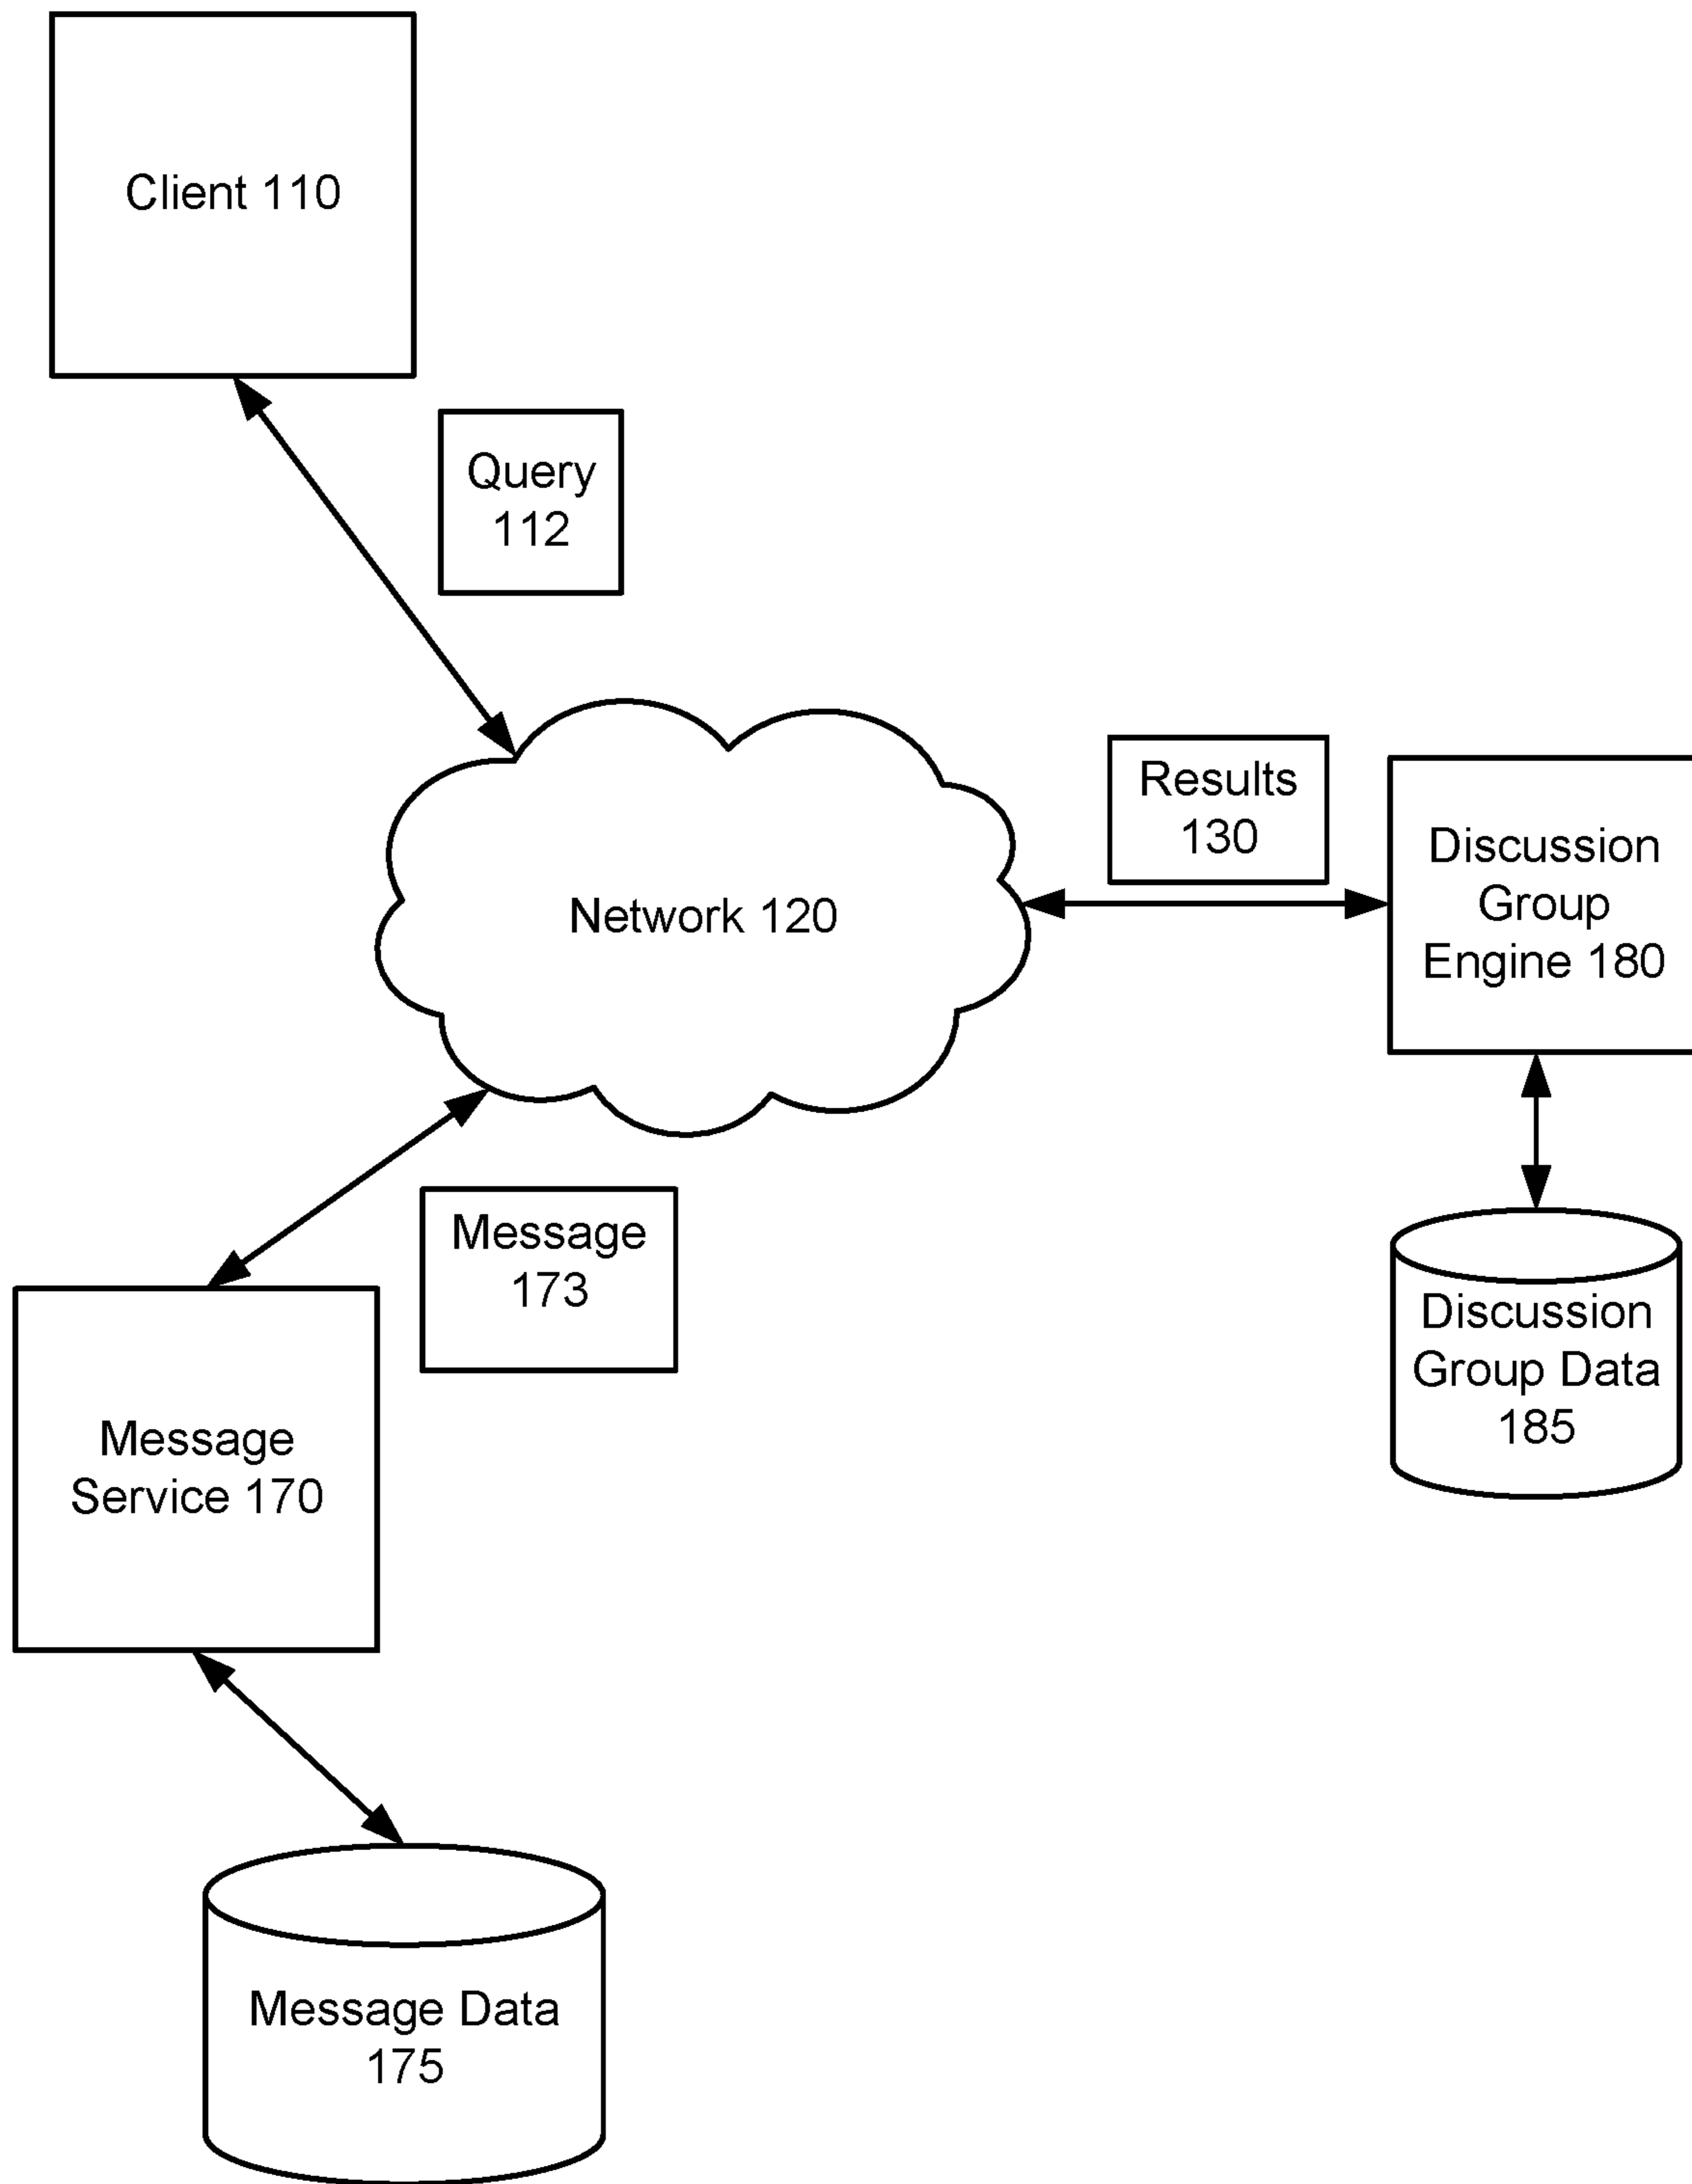 Client 110
Query
112
Results
130
Discussion
Group
Engine 180
Network 120
Message
173
Discussion
Group Data
185
Message
Service 170
Message Data
175